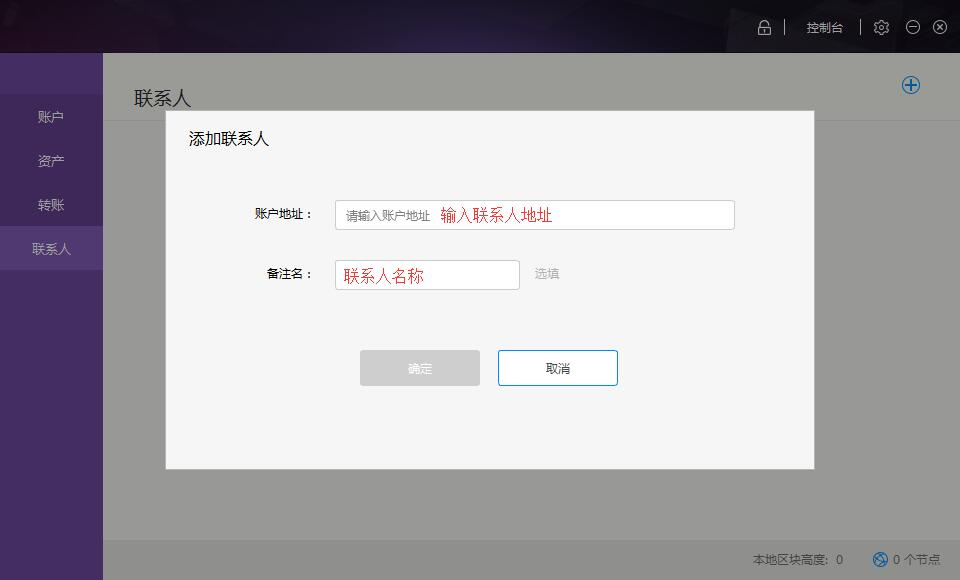 控制台
账户
资产
转账
联系人
联系人
添加联系人
账户地址： 请输入账户地址 输入联系人地址
备注名： 联系人名称 选填
确定 取消
本地区块高度: 0 0 个节点